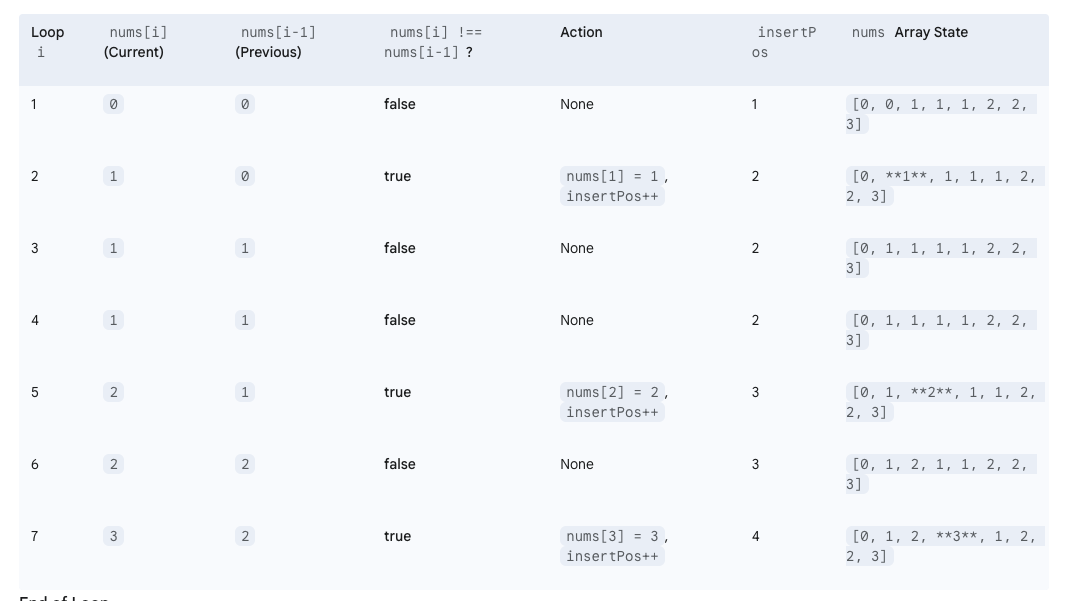 Loop nums[i] nums[i-1] nums[i] !== Action insertP nums Array State
i (Current) (Previous) nums[i-1] ? os
1 0 0 false None 1 [0, 0, 1, 1, 1, 2, 2,
3]
2 1 0 true nums[1] = 1, 2 [0, **1**, 1, 1, 1, 2,
insertPos++ 2, 3]
3 1 1 false None 2 [0, 1, 1, 1, 1, 2, 2,
3]
4 1 1 false None 2 [0, 1, 1, 1, 1, 2, 2,
3]
5 2 1 true nums[2] = 2, 3 [0, 1, **2**, 1, 1, 2,
insertPos++ 2, 3]
6 2 2 false None 3 [0, 1, 2, 1, 1, 2, 2,
3]
7 3 2 true nums[3] = 3, 4 [0, 1, 2, **3**, 1, 2,
insertPos++ 2, 3]
End of Loop